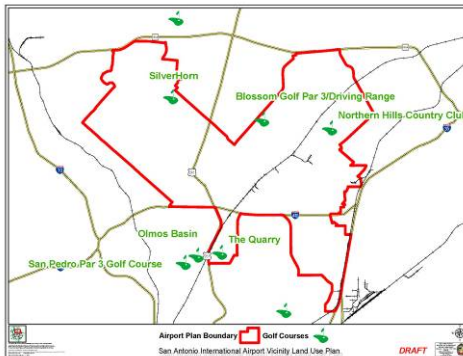 SilverHorn
Blossom Golf Par 3/Driving Range
Northern Hills Country Club
Olmos Basin
The Quarry
San Pedro Par 3 Golf Course
Airport Plan Boundary
Golf Courses
San Antonio International Airport Vicinity Land Use Plan
DRAFT